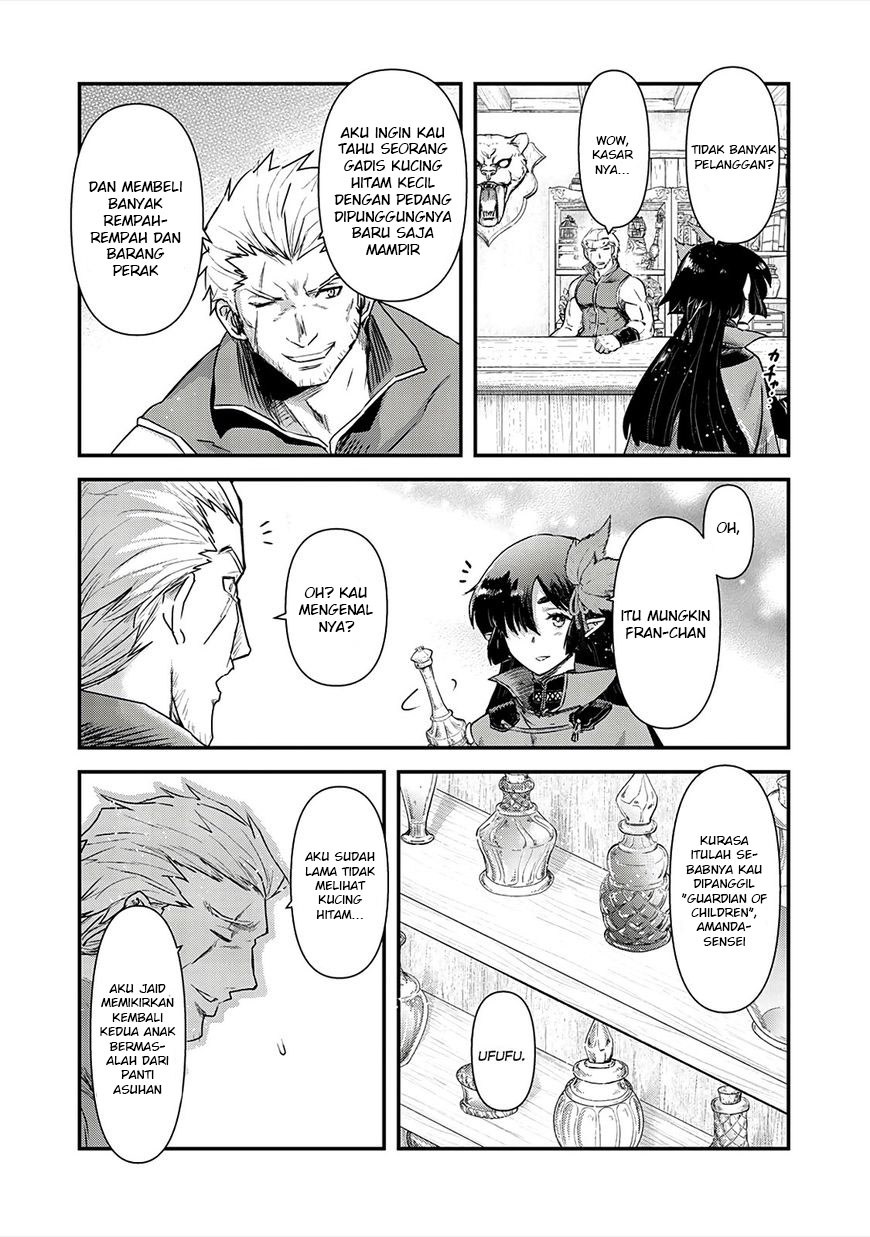 TIDAK BANYAK
PELANGGAN?
WOW,
KASAR
NYA...
ガチャ…
AKU INGIN KAU
TAHU SEORANG
GADIS KUCING
HITAM KECIL
DENGAN PEDANG
DIPUNGGUNGNYA
BARU SAJA
MAMPIR
DAN MEMBELI
BANYAK
REMPAH-
REMPAH DAN
BARANG
PERAK
OH,
ITU MUNGKIN
FRAN-CHAN
OH? KAU
MENGENAL
NYA?
KURASA
ITULAH SE-
BABNYA KAU
DIPANGGIL
"GUARDIAN OF
CHILDREN",
AMANDA-
SENSEI
UFUFU.
AKU SUDAH
LAMA TIDAK
MELIHAT
KUCING
HITAM...
AKU JAID
MEMIKIRKAN
KEMBALI
KEDUA ANAK
BERMAS-
ALAH DARI
PANTI
ASUHAN